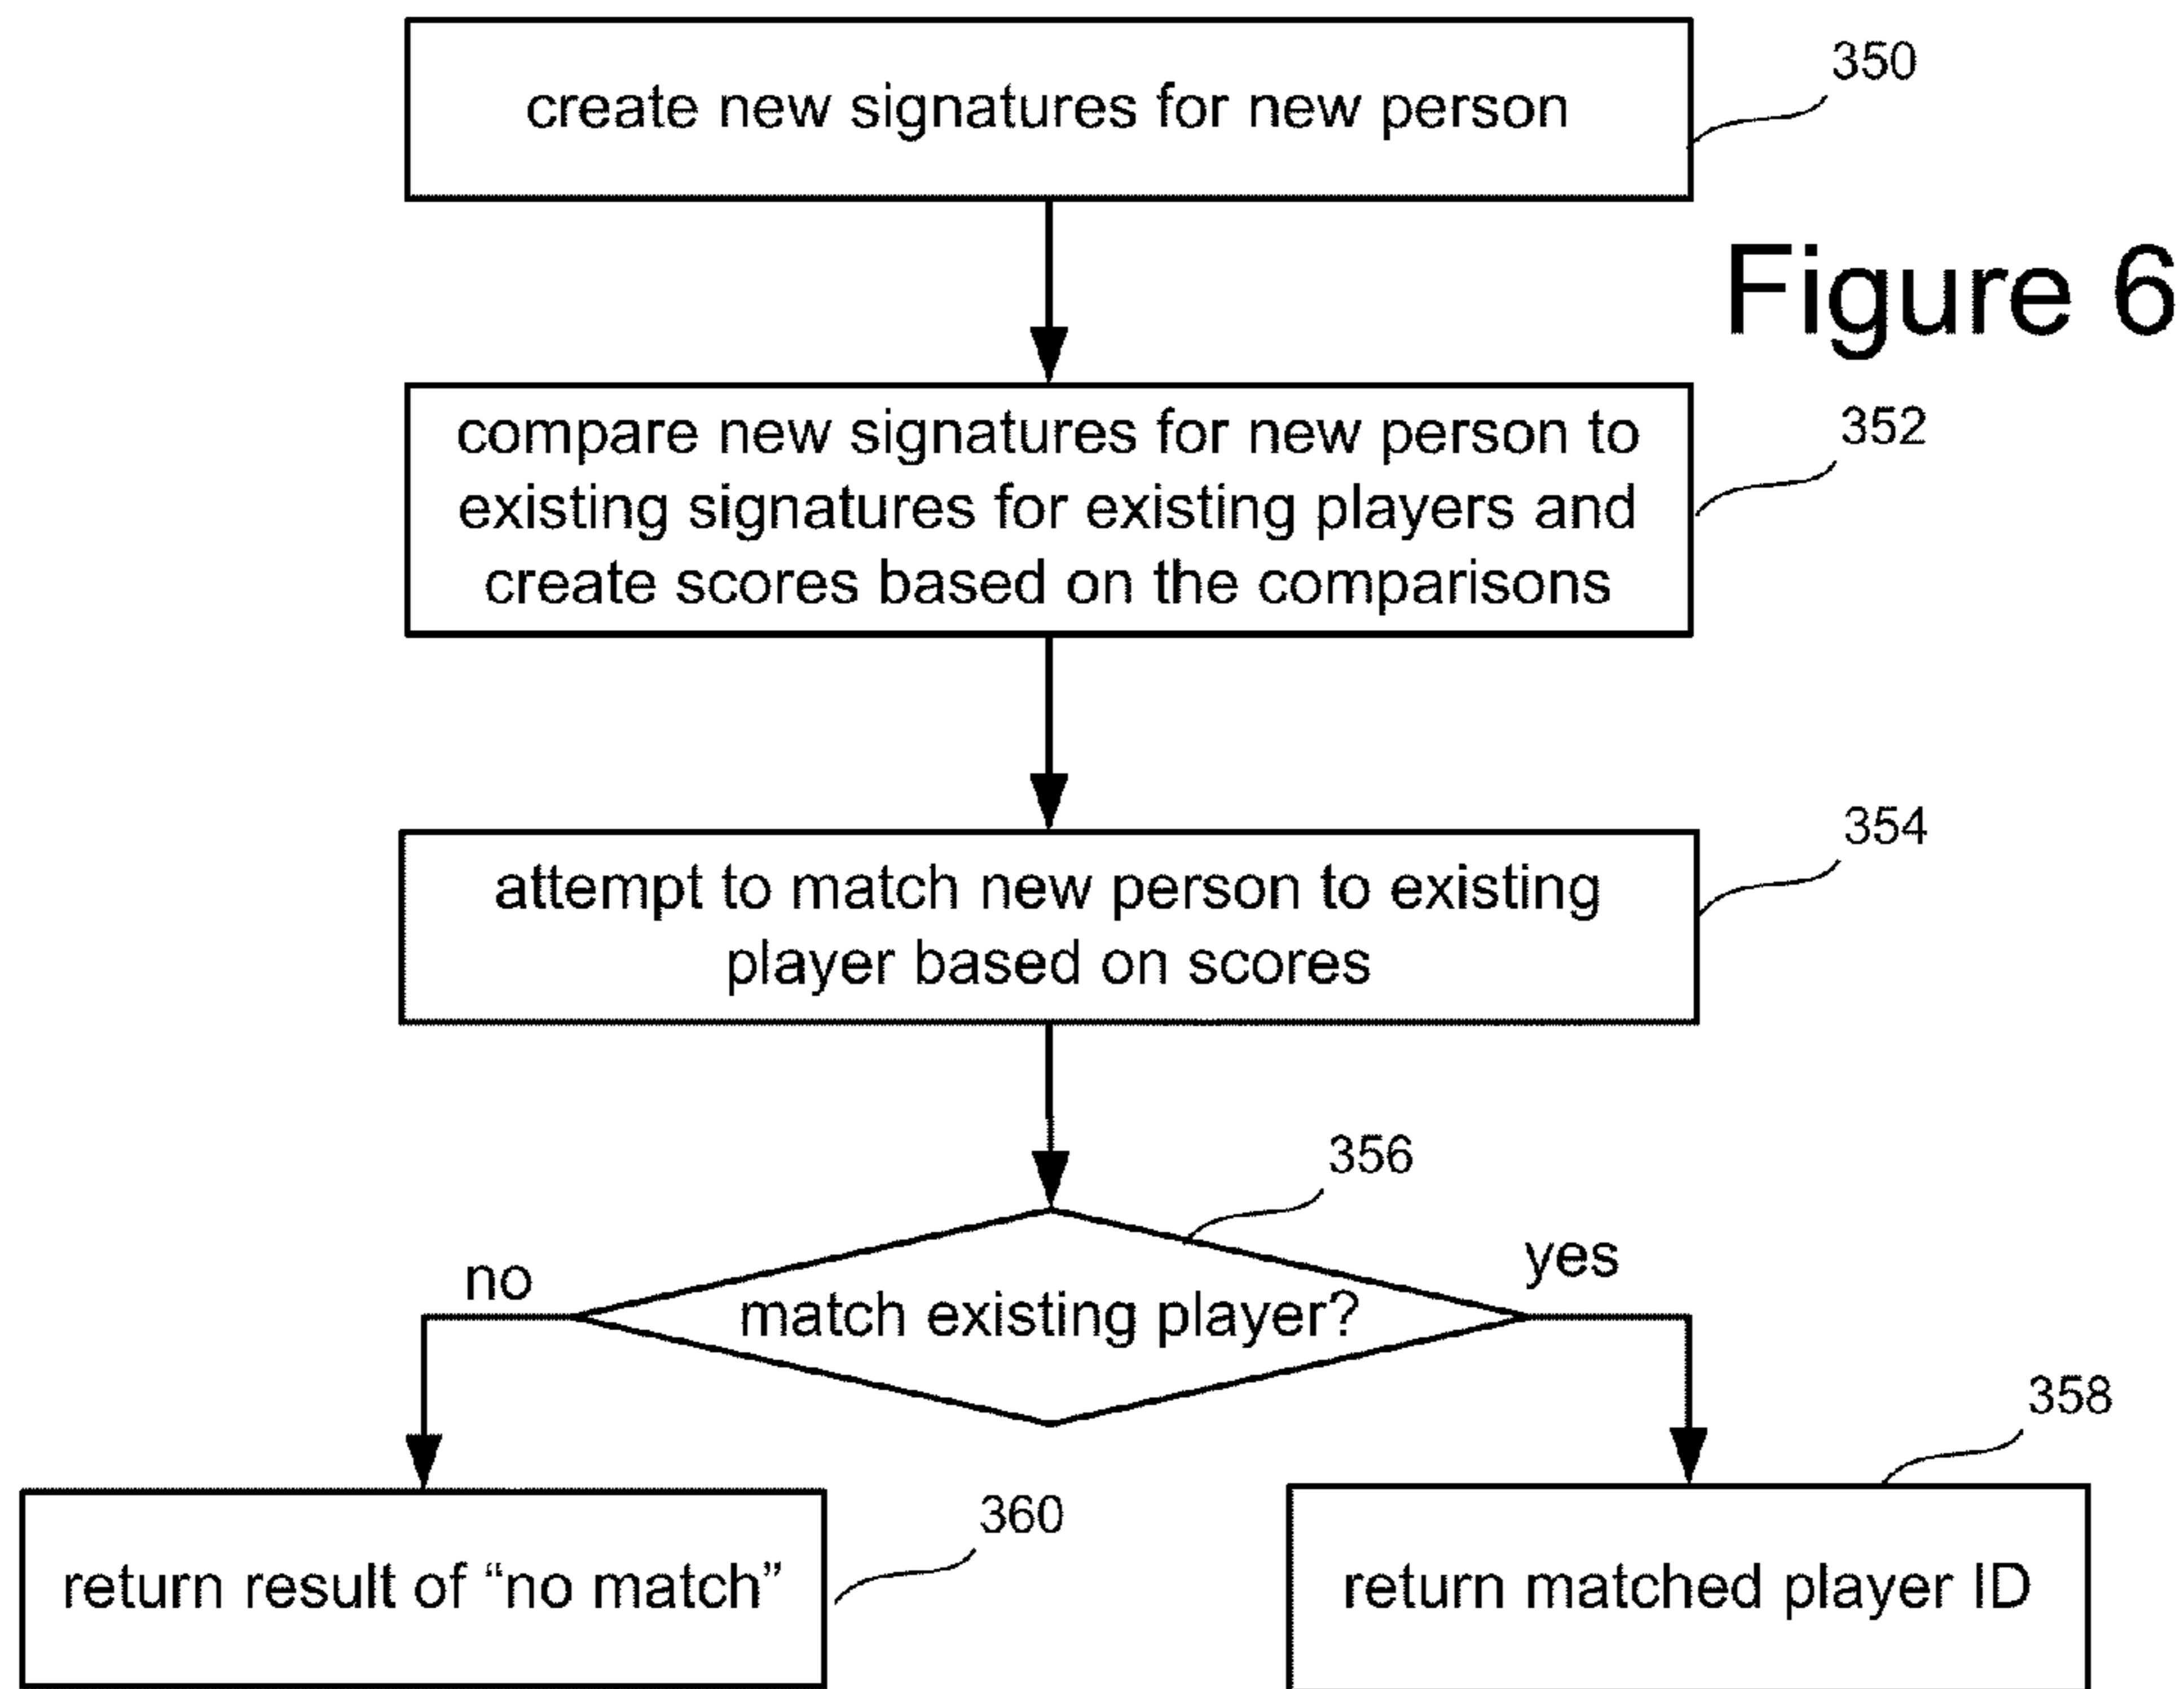 create new signatures for new person
350
Figure 6
compare new signatures for new person to
existing signatures for existing players and
create scores based on the comparisons
352
attempt to match new person to existing
player based on scores
354
356
match existing player?
no
yes
358
360
return result of “no match”
return matched player ID